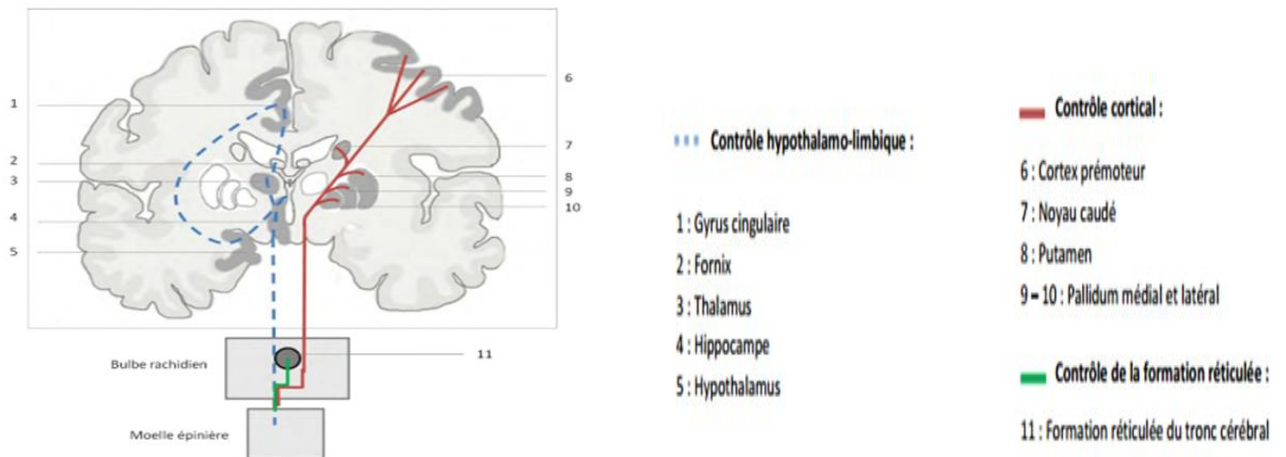 1
2
3
4
5
6
7
8
9
10
11
Bulbe rachidien
Moelle épinière
Contrôle hypothalamo-limbique :
1 : Gyrus cingulaire
2 : Fornix
3 : Thalamus
4 : Hippocampe
5 : Hypothalamus
Contrôle cortical :
6 : Cortex prémoteur
7 : Noyau caudé
8 : Putamen
9 – 10 : Pallidum médial et latéral
Contrôle de la formation réticulée :
11 : Formation réticulée du tronc cérébral